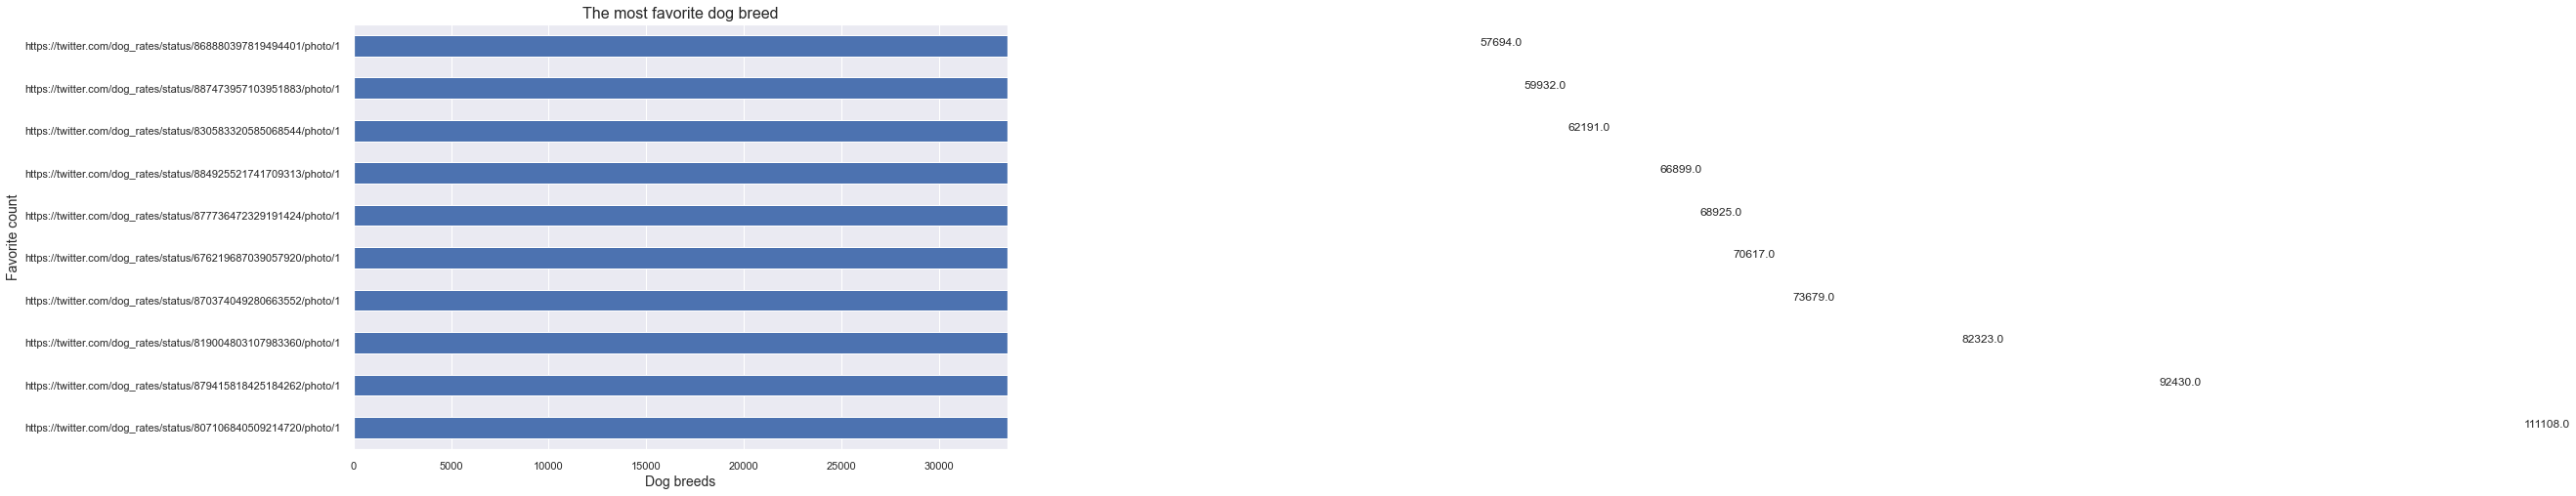 The most favorite dog breed
https://twitter.com/dog_rates/status/868880397819494401/photo/1 57694.0
https://twitter.com/dog_rates/status/887473957103951883/photo/1 59932.0
https://twitter.com/dog_rates/status/830583320585068544/photo/1 62191.0
https://twitter.com/dog_rates/status/884925521741709313/photo/1 66899.0
https://twitter.com/dog_rates/status/877736472329191424/photo/1 68925.0
https://twitter.com/dog_rates/status/676219687039057920/photo/1 70617.0
https://twitter.com/dog_rates/status/870374049280663552/photo/1 73679.0
https://twitter.com/dog_rates/status/819004803107983360/photo/1 82323.0
https://twitter.com/dog_rates/status/879415818425184262/photo/1 92430.0
https://twitter.com/dog_rates/status/807106840509214720/photo/1 111108.0
Favorite count
0 5000 10000 15000 20000 25000 30000
Dog breeds